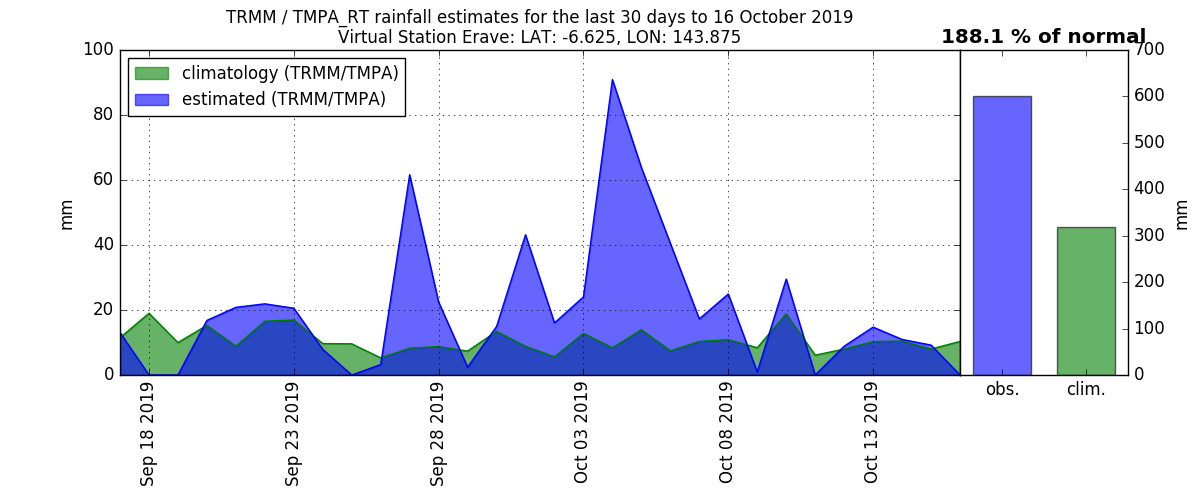 TRMM / TMPA_RT rainfall estimates for the last 30 days to 16 October 2019
Virtual Station Erave: LAT: -6.625, LON: 143.875
188.1 % of normal
climatology (TRMM/TMPA)
estimated (TRMM/TMPA)
100
80
60
40
20
0
mm
Sep 18 2019
Sep 23 2019
Sep 28 2019
Oct 03 2019
Oct 08 2019
Oct 13 2019
700
600
500
400
300
200
100
0
mm
obs.
clim.